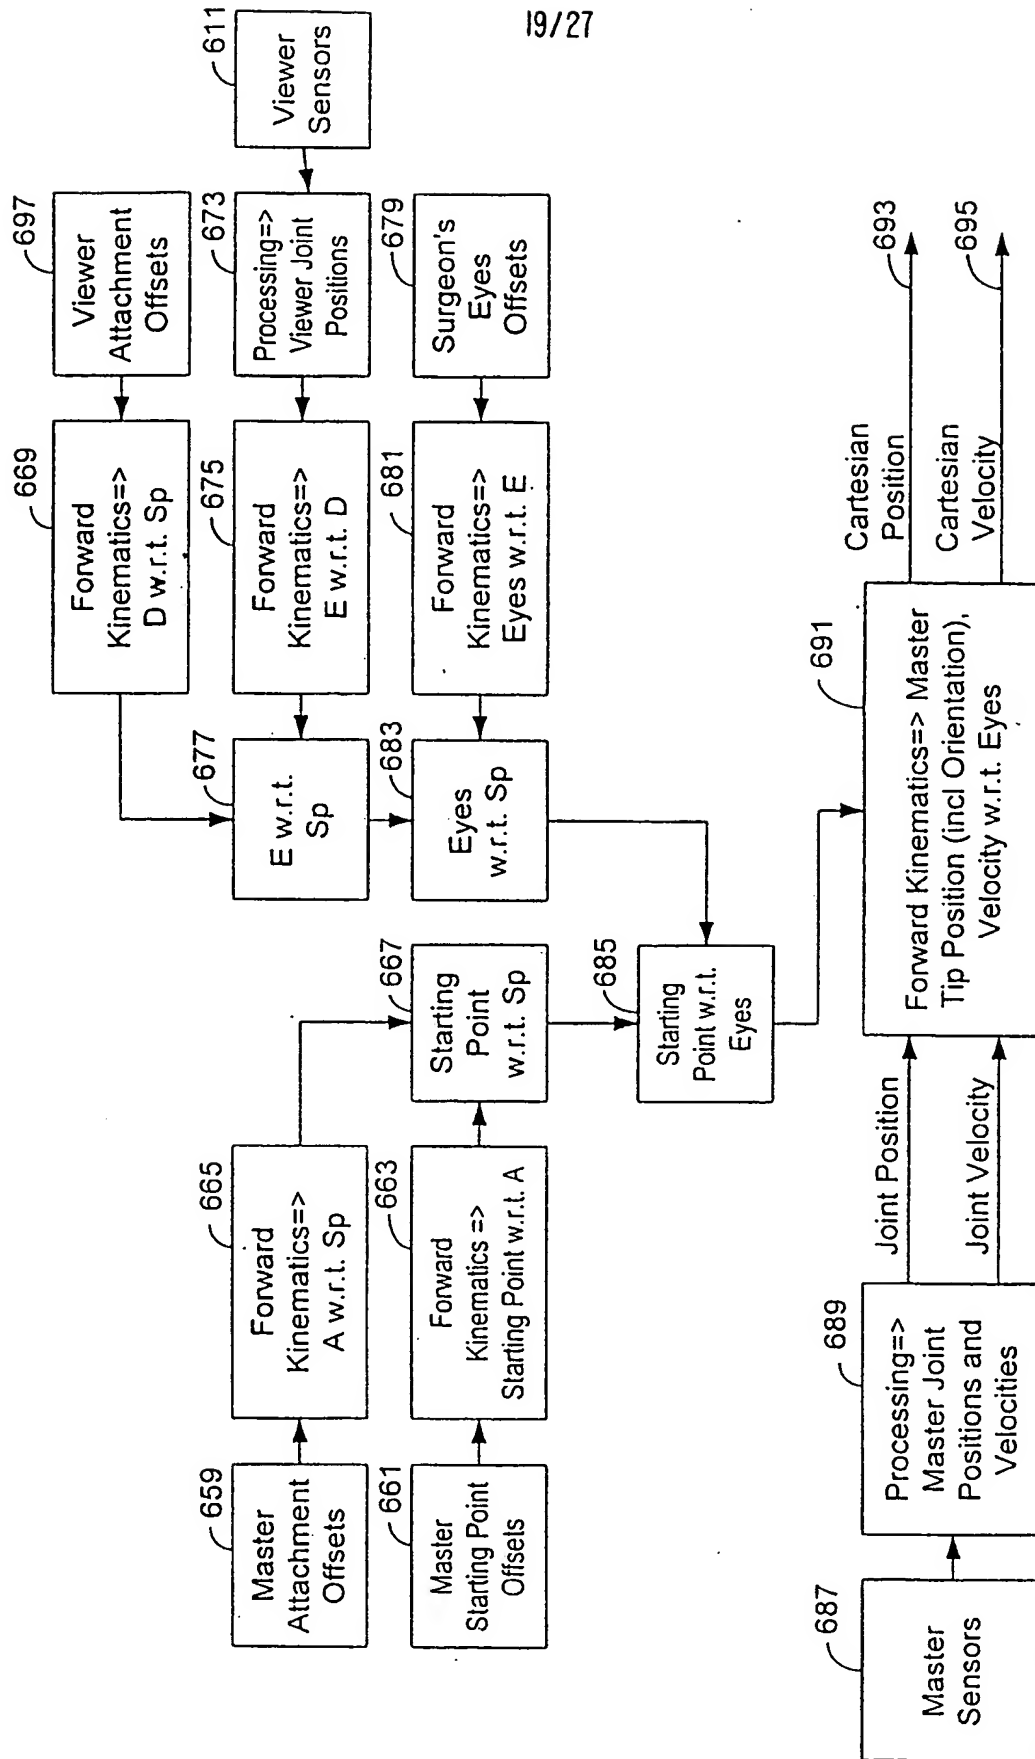 19/27
697
Viewer
Attachment
Offsets
611
Viewer
Sensors
673
Processing=>
Viewer Joint
Positions
679
Surgeon's
Eyes
Offsets
669
Forward
Kinematics=>
D w.r.t. Sp
675
Forward
Kinematics=>
E w.r.t. D
681
Forward
Kinematics=>
Eyes w.r.t. E
677
E w.r.t.
Sp
683
Eyes
w.r.t. Sp
659
Master
Attachment
Offsets
665
Forward
Kinematics=>
A w.r.t. Sp
661
Master
Starting Point
Offsets
663
Forward
Kinematics =>
Starting Point w.r.t. A
667
Starting
Point
w.r.t. Sp
685
Starting
Point w.r.t.
Eyes
687
Master
Sensors
689
Processing=>
Master Joint
Positions and
Velocities
Joint Position
Joint Velocity
691
Forward Kinematics=> Master
Tip Position (incl Orientation),
Velocity w.r.t. Eyes
Cartesian
Position
693
Cartesian
Velocity
695